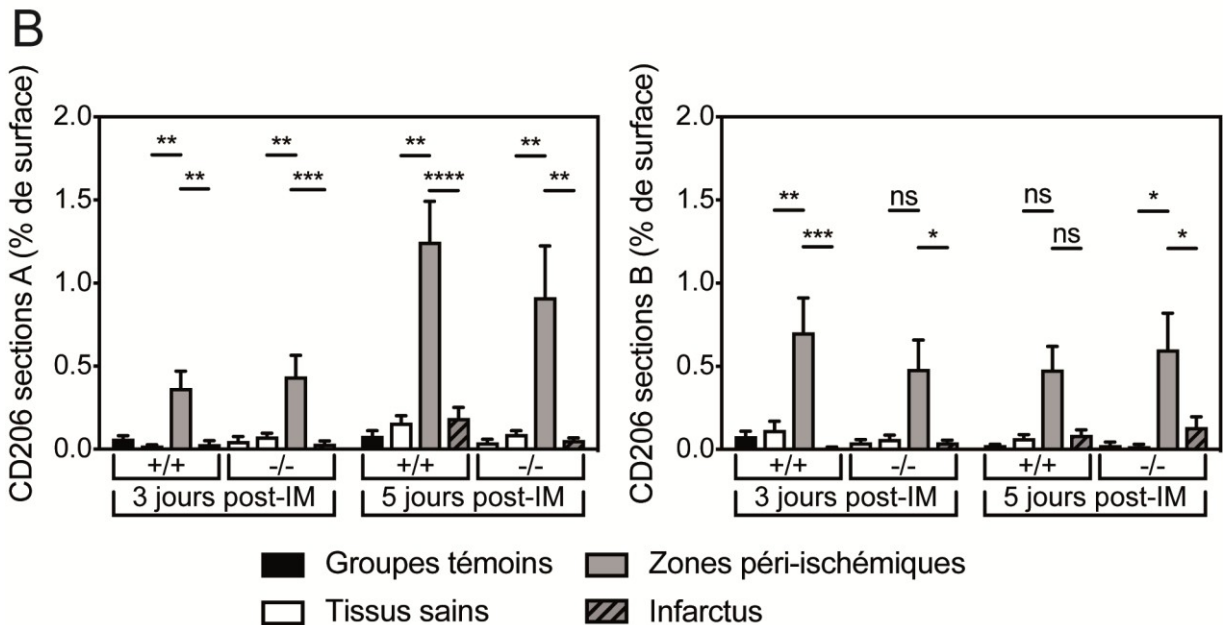 B
CD206 sections A (% de surface)
2.0
1.5
1.0
0.5
0.0
** ** ** **
** *** **** **
+/+ -/- +/+ -/-
3 jours post-IM 5 jours post-IM
CD206 sections B (% de surface)
2.0
1.5
1.0
0.5
0.0
** ns ns *
*** * ns *
+/+ -/- +/+ -/-
3 jours post-IM 5 jours post-IM
Groupes témoins Zones péri-ischémiques
Tissus sains Infarctus